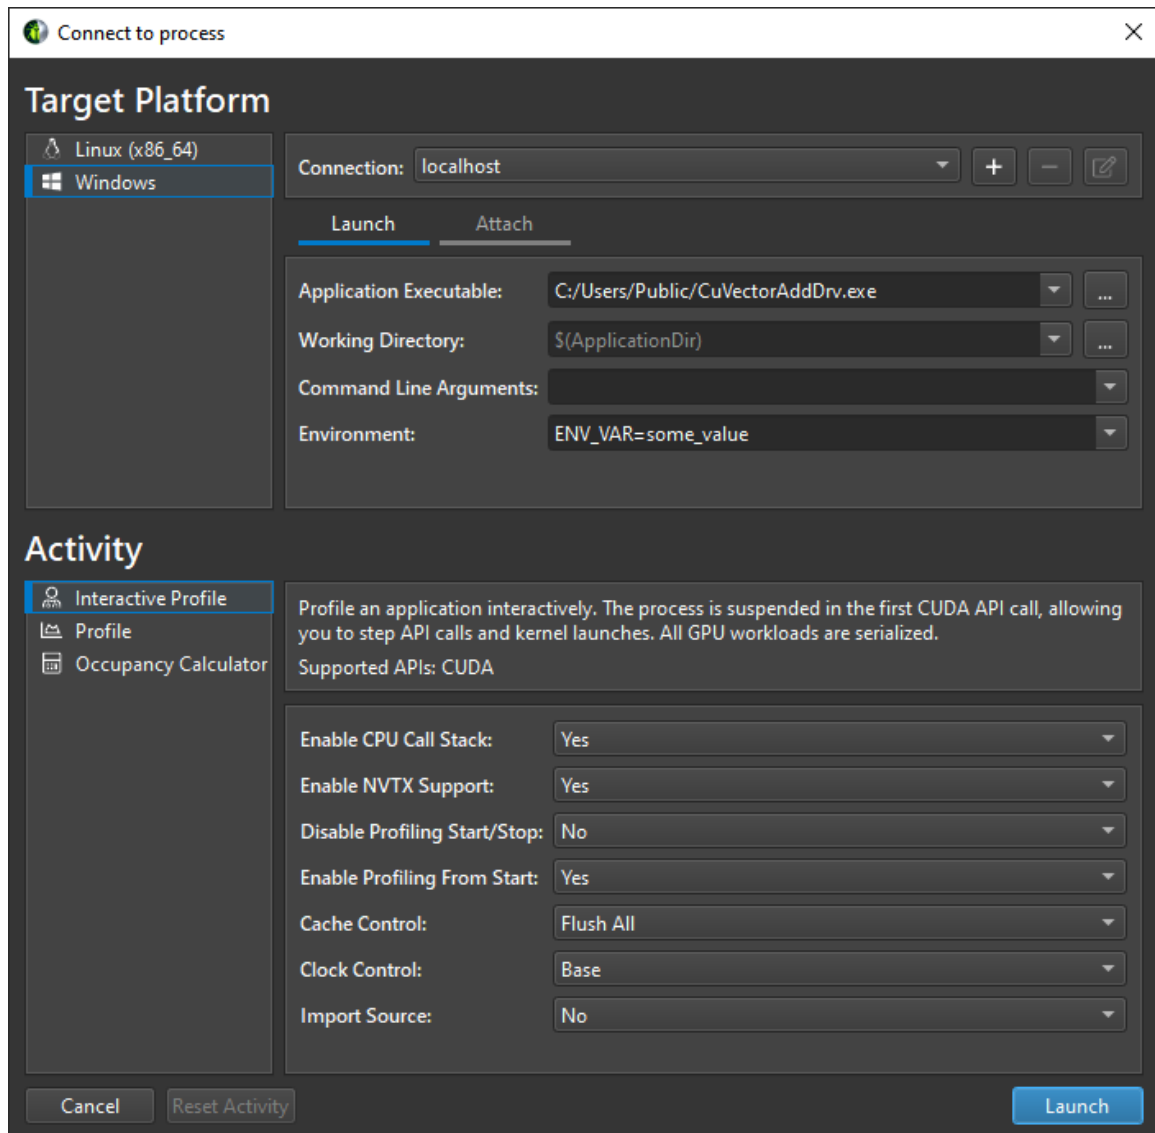 Connect to process
Target Platform
Linux (x86_64)
Windows
Connection: localhost
Launch Attach
Application Executable: C:/Users/Public/CuVectorAddDrv.exe ...
Working Directory: $(ApplicationDir) ...
Command Line Arguments:
Environment: ENV_VAR=some_value
Activity
Interactive Profile
Profile
Occupancy Calculator
Profile an application interactively. The process is suspended in the first CUDA API call, allowing
you to step API calls and kernel launches. All GPU workloads are serialized.
Supported APIs: CUDA
Enable CPU Call Stack: Yes
Enable NVTX Support: Yes
Disable Profiling Start/Stop: No
Enable Profiling From Start: Yes
Cache Control: Flush All
Clock Control: Base
Import Source: No
Cancel Reset Activity Launch